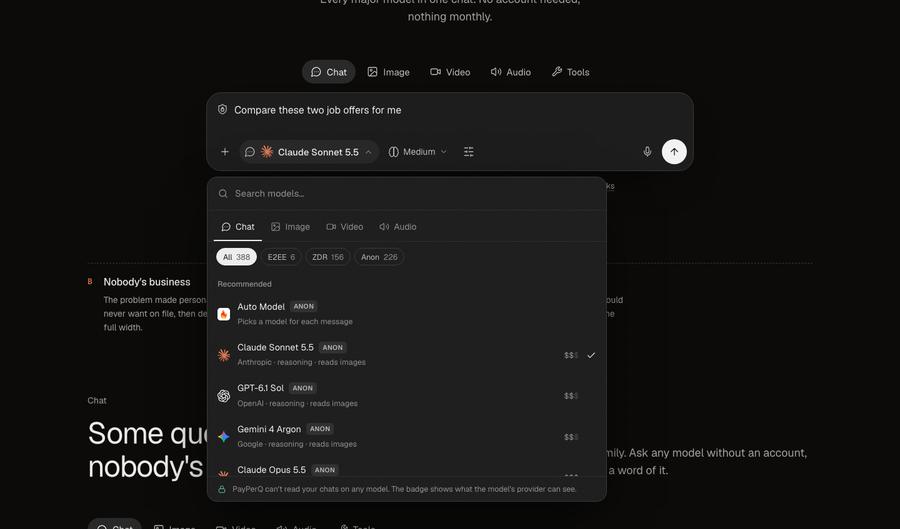 Every major model in one chat. No account needed,
nothing monthly.
Chat Image Video Audio Tools
Compare these two job offers for me
Claude Sonnet 5.5 Medium
Search models...
Chat Image Video Audio
All 388 E2EE 6 ZDR 156 Anon 226
Recommended
Auto Model ANON
Picks a model for each message
Claude Sonnet 5.5 ANON
Anthropic · reasoning · reads images $$$
GPT-6.1 Sol ANON
OpenAI · reasoning · reads images $$$
Gemini 4 Argon ANON
Google · reasoning · reads images $$$
Claude Opus 5.5 ANON
PayPerQ can't read your chats on any model. The badge shows what the model's provider can see.
B Nobody's business
The problem made
never want on file, then
full width.
Chat
Some
nobody's
Ask any model without an account,
a word of it.
Chat Image Video Audio Tools